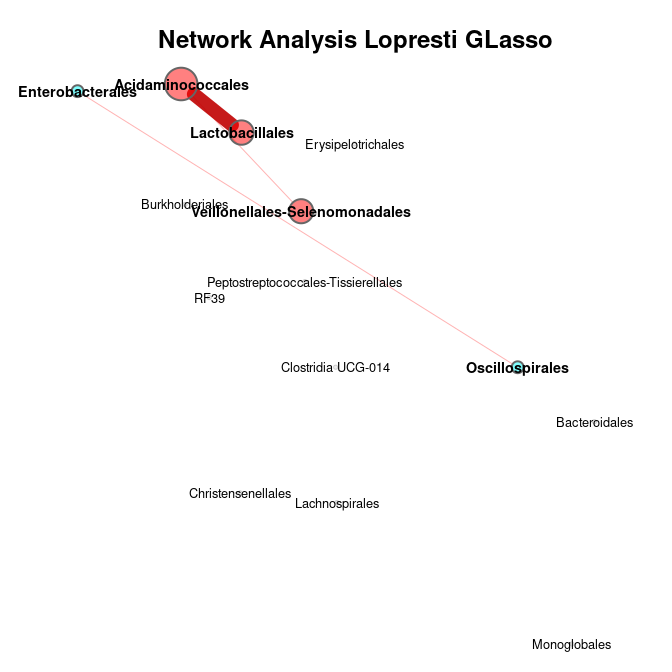 Network Analysis Lopresti GLasso
Acidaminococcales
Enterobacterales
Lactobacillales
Erysipelotrichales
Burkholderiales
Veillonellales-Selenomonadales
Peptostreptococcales-Tissierellales
RF39
Clostridia UCG-014
Oscillospirales
Bacteroidales
Christensenellales
Lachnospirales
Monoglobales